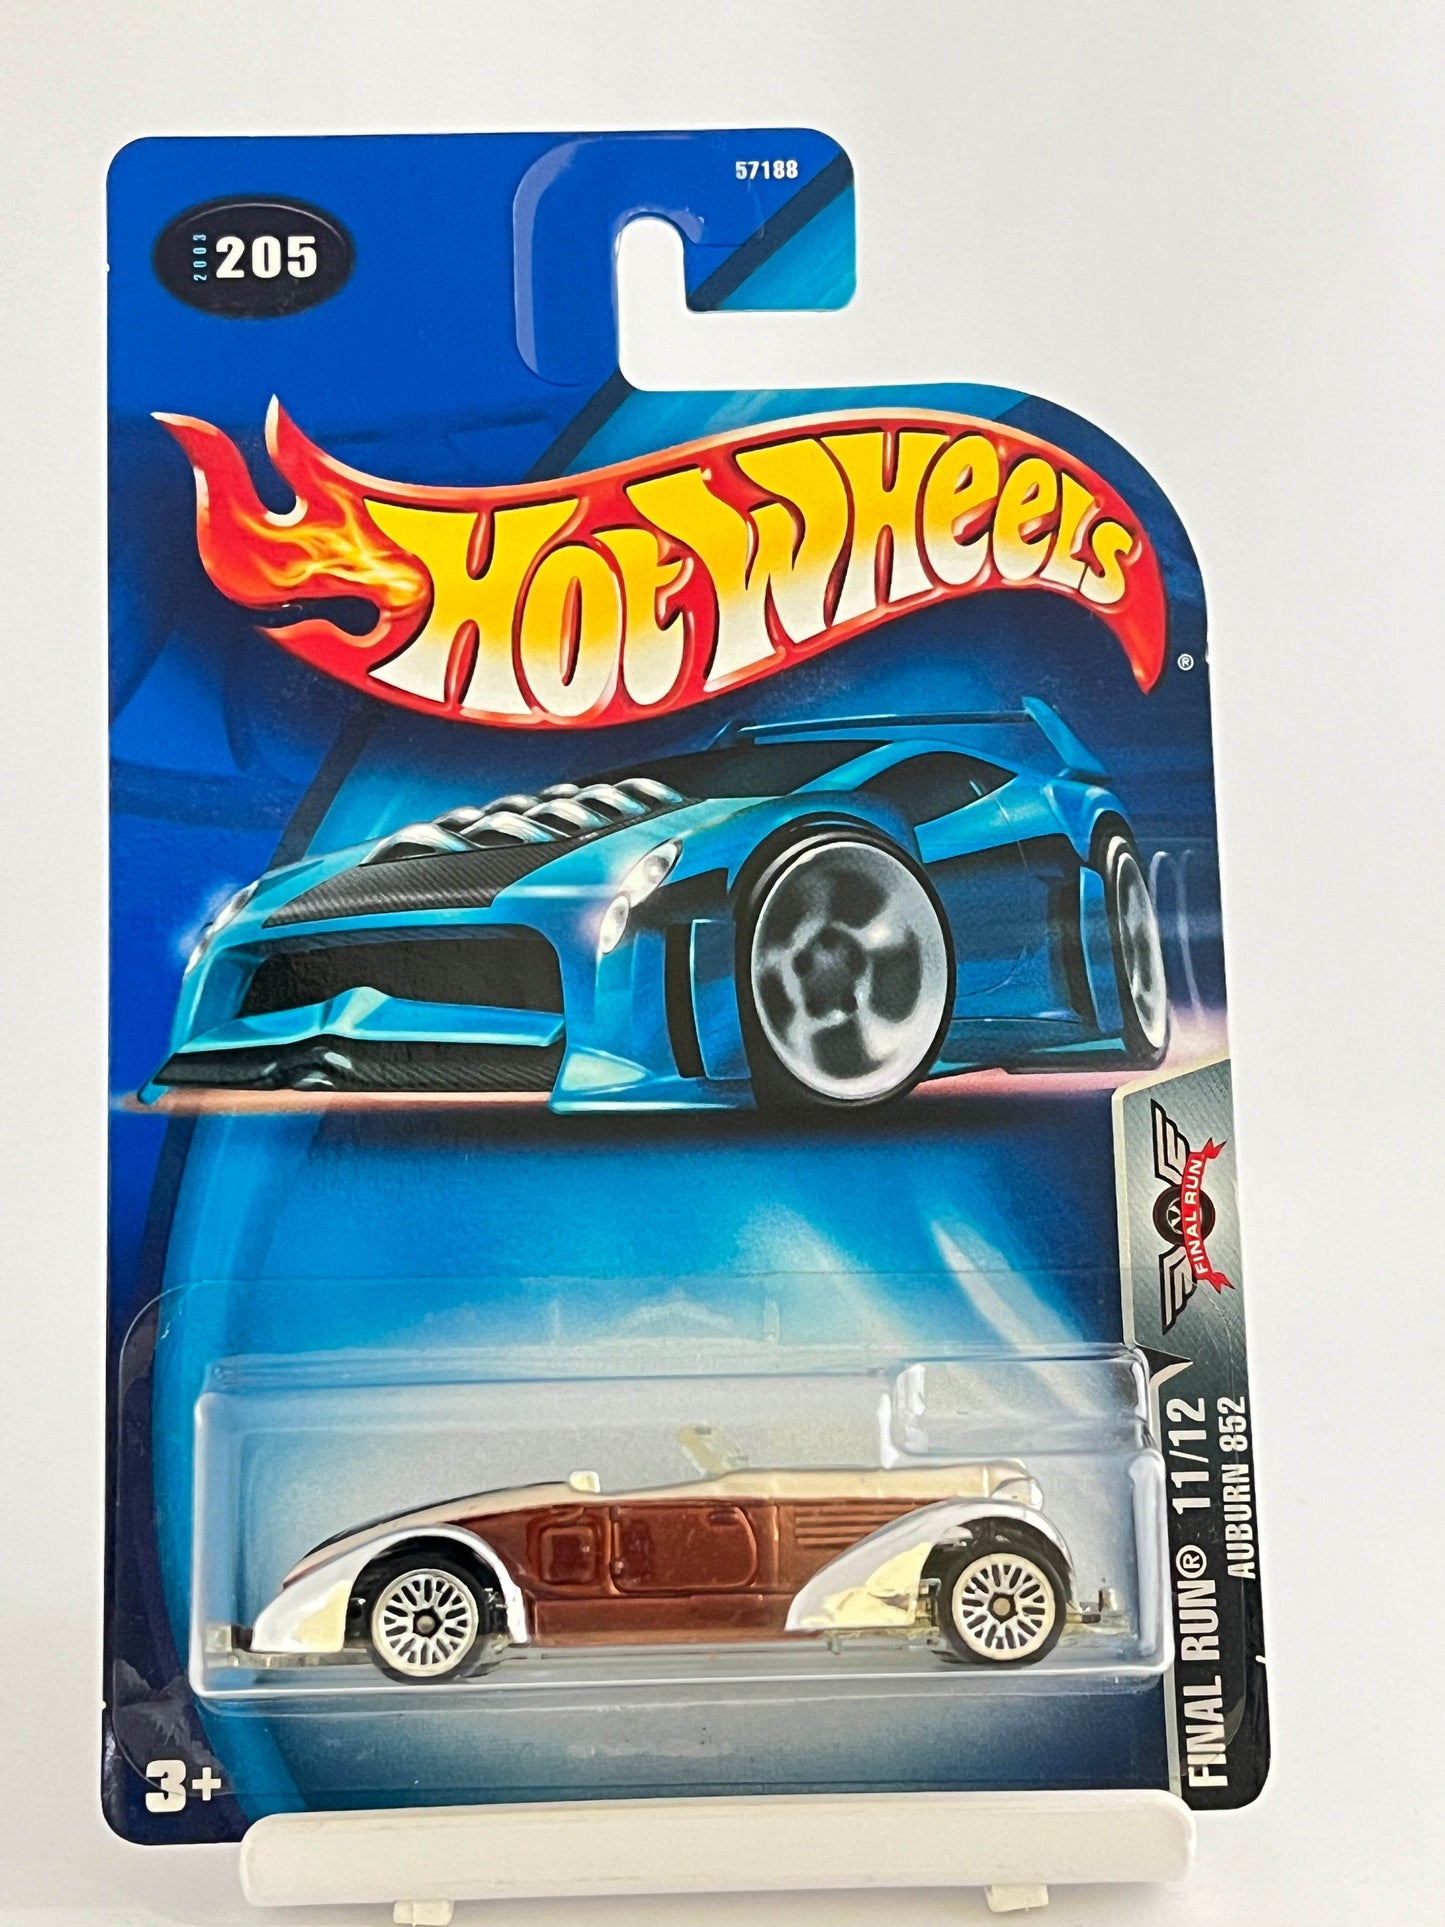 57188
2003 205
HOT WHEELS ®
FINAL RUN
FINAL RUN® 11/12
AUBURN 852
3+